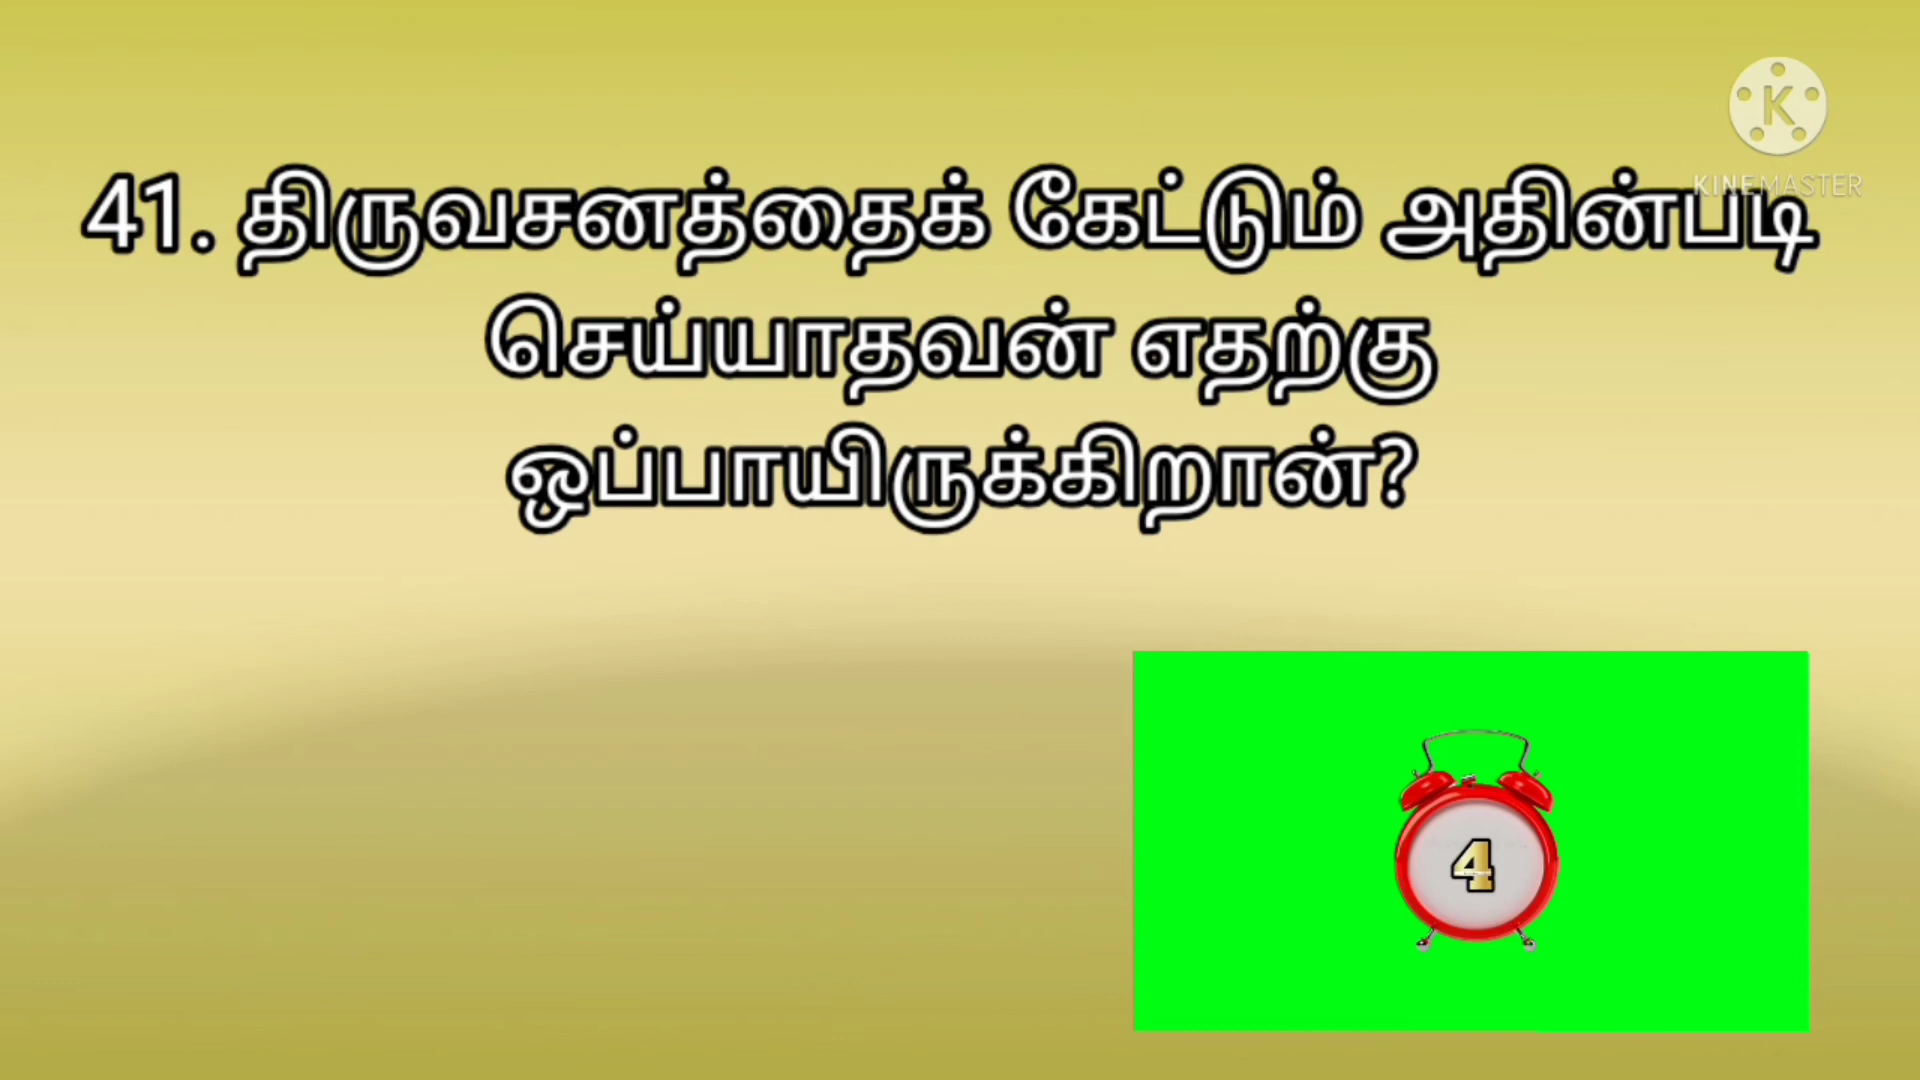 K
KINEMASTER
41. திருவசனத்தைக் கேட்டும் அதின்படி
செய்யாதவன் எதற்கு
ஒப்பாயிருக்கிறான்?
4